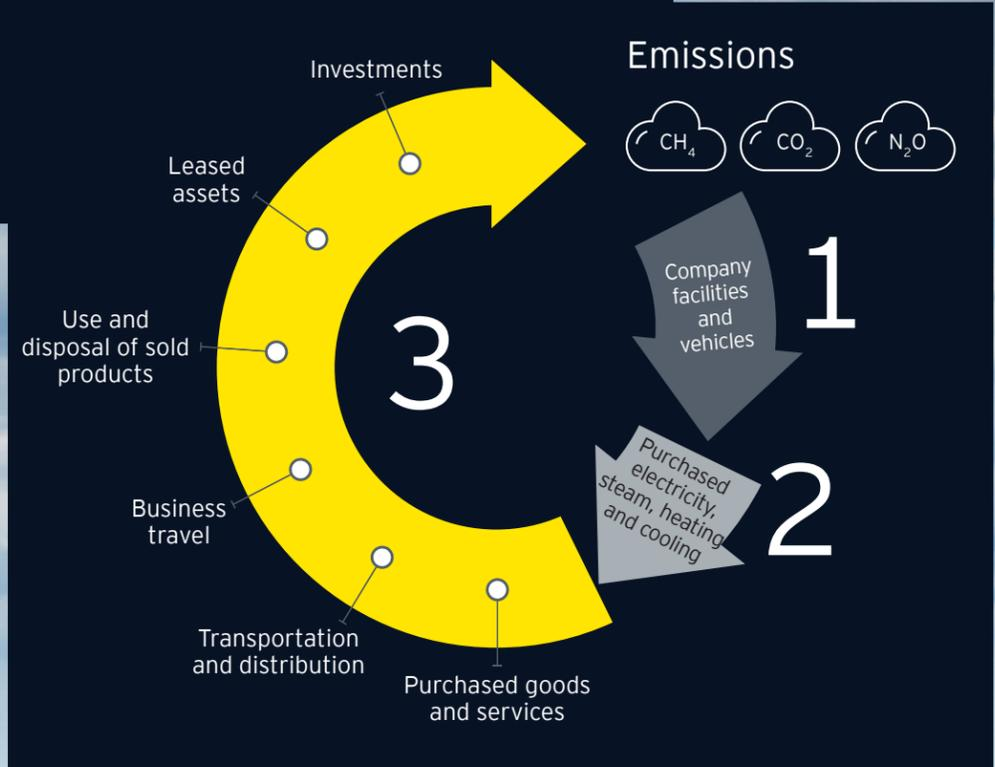 Emissions
CH₄
CO₂
N₂O
1
Company
facilities
and
vehicles
2
Purchased
electricity,
steam, heating
and cooling
3
Investments
Leased
assets
Use and
disposal of sold
products
Business
travel
Transportation
and distribution
Purchased goods
and services